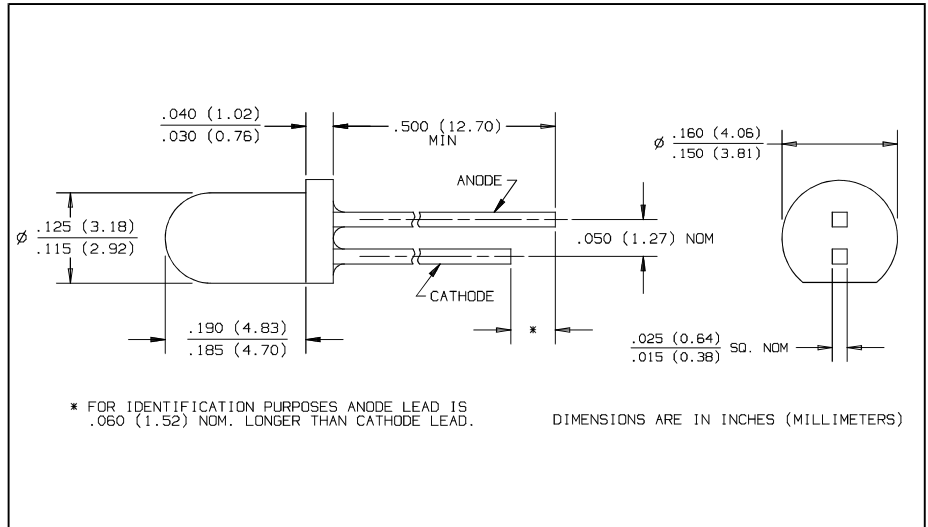 .040 (1.02)
.030 (0.76)
.500 (12.70)
MIN
ø .160 (4.06)
.150 (3.81)
ANODE
ø .125 (3.18)
.115 (2.92)
.050 (1.27) NOM
CATHODE
*
.190 (4.83)
.185 (4.70)
.025 (0.64)
.015 (0.38) SQ. NOM
* FOR IDENTIFICATION PURPOSES ANODE LEAD IS
.060 (1.52) NOM. LONGER THAN CATHODE LEAD.
DIMENSIONS ARE IN INCHES (MILLIMETERS)